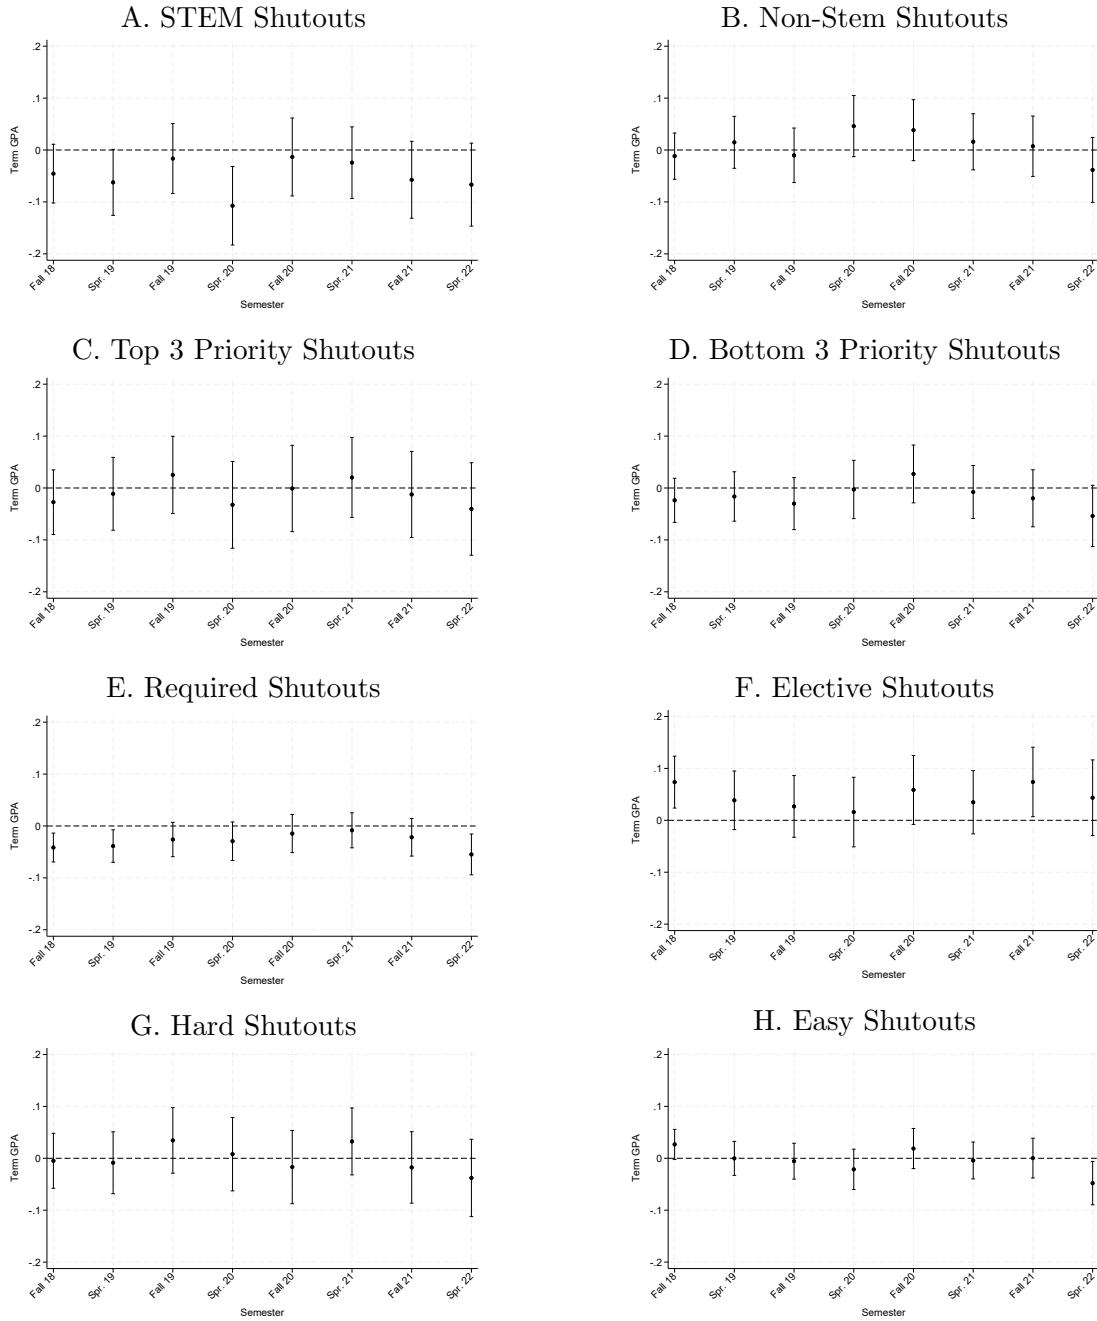 A. STEM Shutouts
.2
.1
0
-.1
-.2
Term GPA
Fall 18
Spr. 19
Fall 19
Spr. 20
Fall 20
Spr. 21
Fall 21
Spr. 22
Semester
B. Non-Stem Shutouts
.2
.1
0
-.1
-.2
Term GPA
Fall 18
Spr. 19
Fall 19
Spr. 20
Fall 20
Spr. 21
Fall 21
Spr. 22
Semester
C. Top 3 Priority Shutouts
.2
.1
0
-.1
-.2
Term GPA
Fall 18
Spr. 19
Fall 19
Spr. 20
Fall 20
Spr. 21
Fall 21
Spr. 22
Semester
D. Bottom 3 Priority Shutouts
.2
.1
0
-.1
-.2
Term GPA
Fall 18
Spr. 19
Fall 19
Spr. 20
Fall 20
Spr. 21
Fall 21
Spr. 22
Semester
E. Required Shutouts
.2
.1
0
-.1
-.2
Term GPA
Fall 18
Spr. 19
Fall 19
Spr. 20
Fall 20
Spr. 21
Fall 21
Spr. 22
Semester
F. Elective Shutouts
.2
.1
0
-.1
-.2
Term GPA
Fall 18
Spr. 19
Fall 19
Spr. 20
Fall 20
Spr. 21
Fall 21
Spr. 22
Semester
G. Hard Shutouts
.2
.1
0
-.1
-.2
Term GPA
Fall 18
Spr. 19
Fall 19
Spr. 20
Fall 20
Spr. 21
Fall 21
Spr. 22
Semester
H. Easy Shutouts
.2
.1
0
-.1
-.2
Term GPA
Fall 18
Spr. 19
Fall 19
Spr. 20
Fall 20
Spr. 21
Fall 21
Spr. 22
Semester